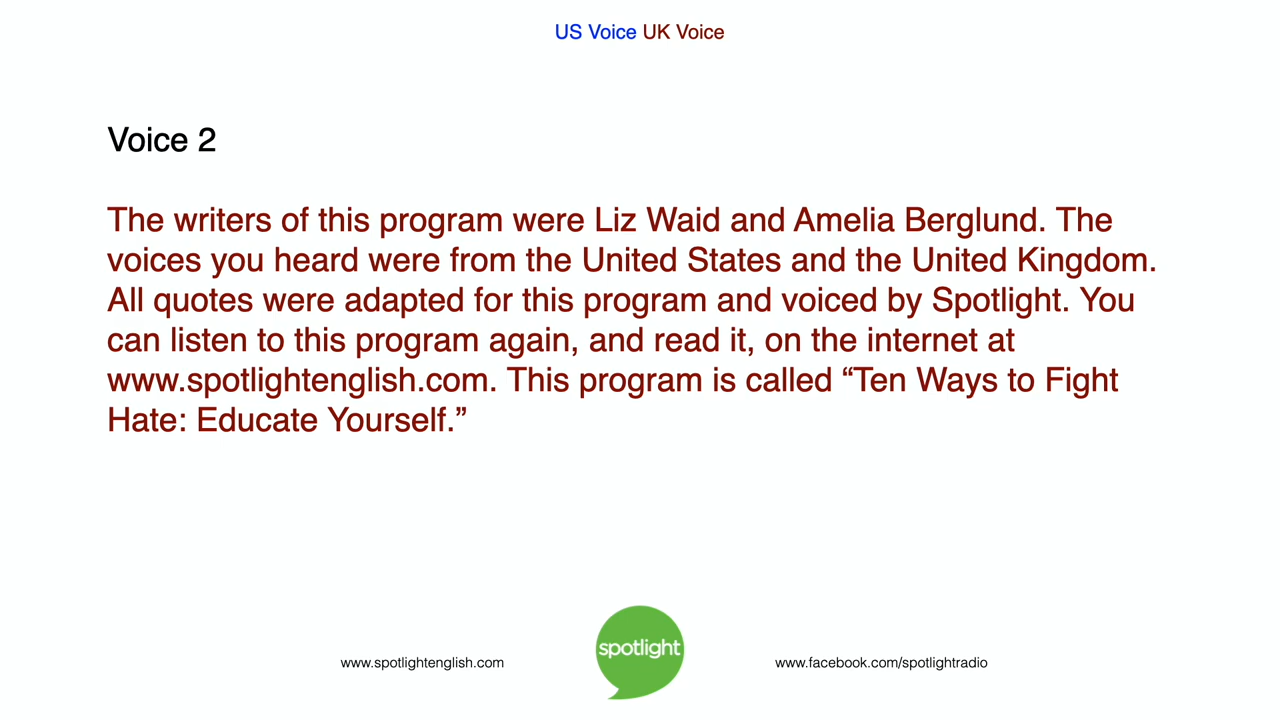 US Voice UK Voice
Voice 2
The writers of this program were Liz Waid and Amelia Berglund. The
voices you heard were from the United States and the United Kingdom.
All quotes were adapted for this program and voiced by Spotlight. You
can listen to this program again, and read it, on the internet at
www.spotlightenglish.com. This program is called “Ten Ways to Fight
Hate: Educate Yourself.”
www.spotlightenglish.com
spotlight
www.facebook.com/spotlightradio